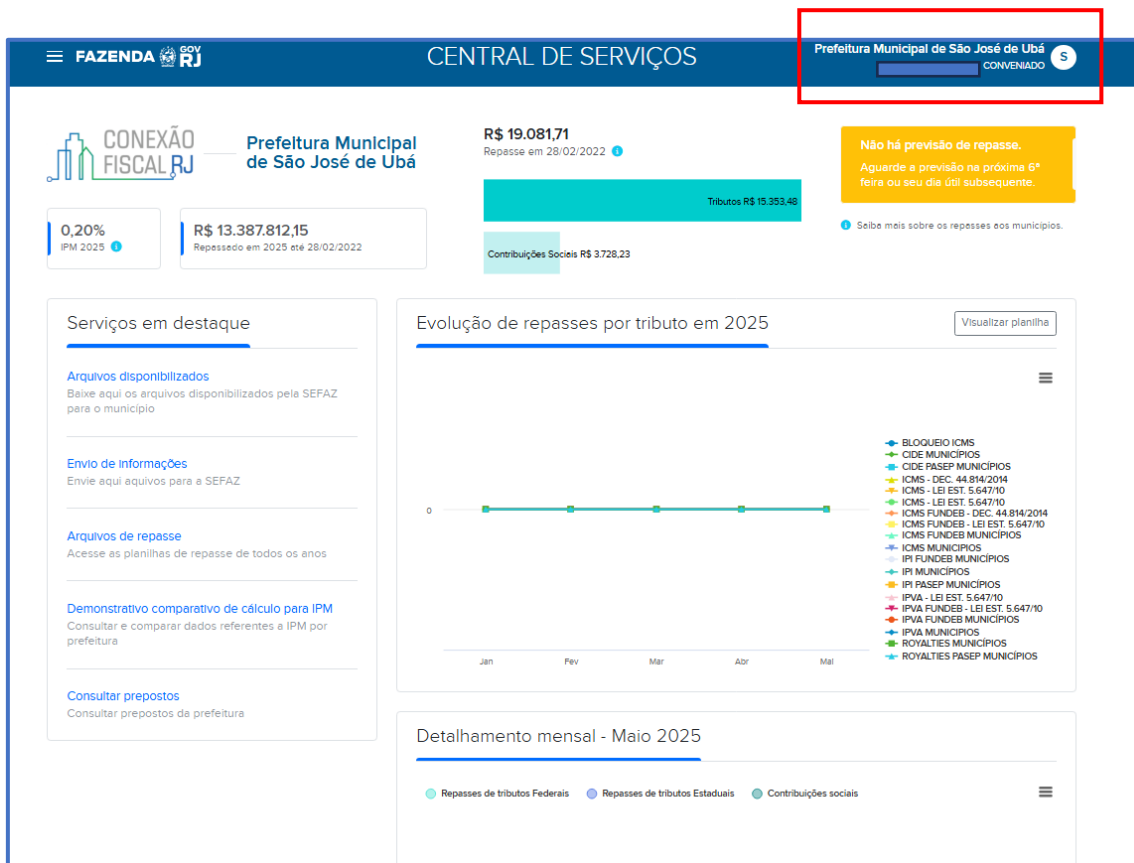 FAZENDA GOV RJ
CENTRAL DE SERVIÇOS
Prefeitura Municipal de São José de Ubá
CONVENIADO
S
CONEXÃO
FISCAL RJ
Prefeitura Municipal
de São José de Ubá
R$ 19.081,71
Repasse em 28/02/2022
Tributos R$ 15.353,48
Contribuições Sociais R$ 3.728,23
Não há previsão de repasse.
Aguarde a previsão na próxima 6ª
feira ou seu dia útil subsequente.
Saiba mais sobre os repasses aos municípios.
0,20%
IPM 2025
R$ 13.387.812,15
Repassado em 2025 até 28/02/2022
Serviços em destaque
Arquivos disponibilizados
Baixe aqui os arquivos disponibilizados pela SEFAZ
para o município
Envio de informações
Envie aqui aquivos para a SEFAZ
Arquivos de repasse
Acesse as planilhas de repasse de todos os anos
Demonstrativo comparativo de cálculo para IPM
Consultar e comparar dados referentes a IPM por
prefeitura
Consultar prepostos
Consultar prepostos da prefeitura
Evolução de repasses por tributo em 2025
Visualizar planilha
0
Jan Fev Mar Abr Mai
BLOQUEIO ICMS
CIDE MUNICÍPIOS
CIDE PASEP MUNICÍPIOS
ICMS - DEC. 44.814/2014
ICMS - LEI EST. 5.647/10
ICMS - LEI EST. 5.647/10
ICMS FUNDEB - DEC. 44.814/2014
ICMS FUNDEB - LEI EST. 5.647/10
ICMS FUNDEB MUNICÍPIOS
ICMS MUNICIPIOS
IPI FUNDEB MUNICÍPIOS
IPI MUNICÍPIOS
IPI PASEP MUNICÍPIOS
IPVA - LEI EST. 5.647/10
IPVA FUNDEB - LEI EST. 5.647/10
IPVA FUNDEB MUNICÍPIOS
IPVA MUNICIPIOS
ROYALTIES MUNICÍPIOS
ROYALTIES PASEP MUNICÍPIOS
Detalhamento mensal - Maio 2025
Repasses de tributos Federais Repasses de tributos Estaduais Contribuições sociais